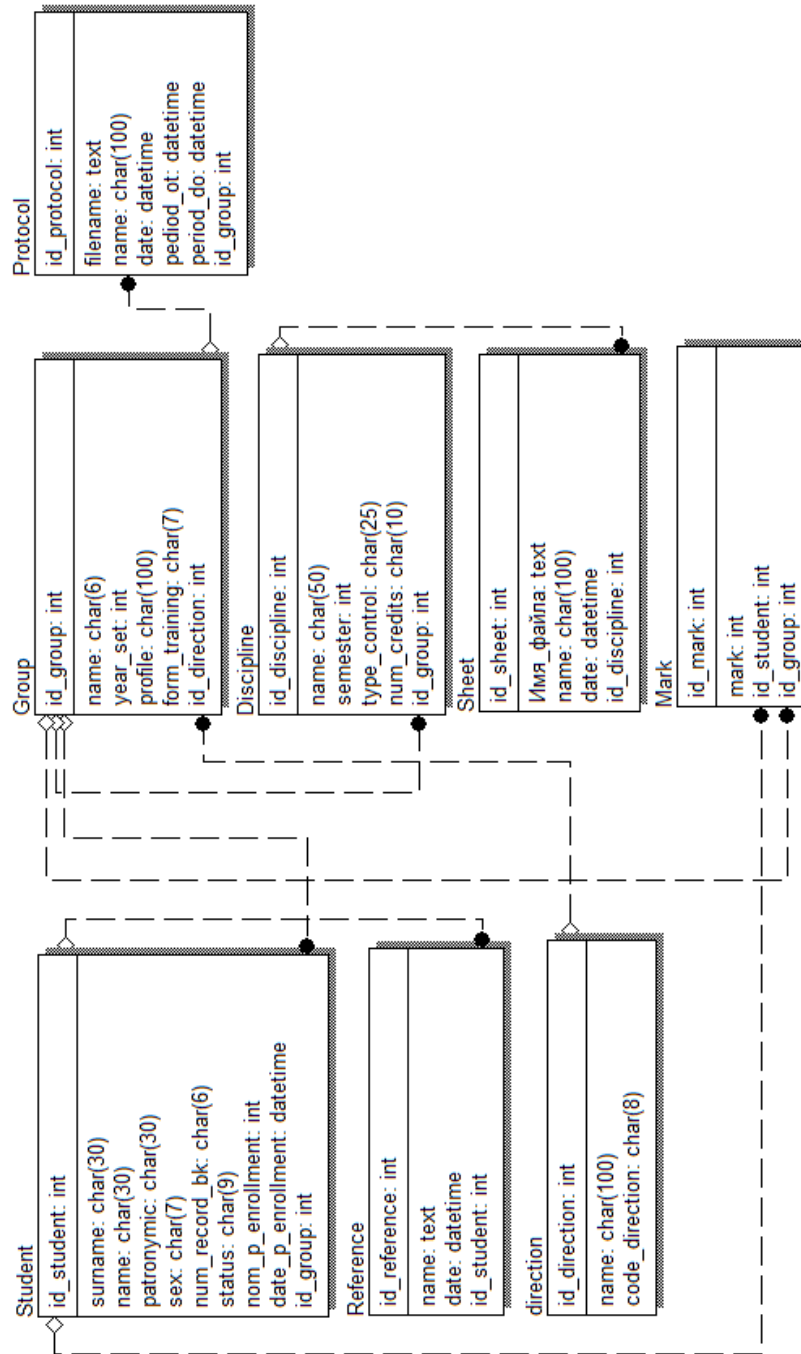 Student
id_student: int
surname: char(30)
name: char(30)
patronymic: char(30)
sex: char(7)
num_record_bk: char(6)
status: char(9)
nom_p_enrollment: int
date_p_enrollment: datetime
id_group: int
Reference
id_reference: int
name: text
date: datetime
id_student: int
direction
id_direction: int
name: char(100)
code_direction: char(8)
Group
id_group: int
name: char(6)
year_set: int
profile: char(100)
form_training: char(7)
id_direction: int
Discipline
id_discipline: int
name: char(50)
semester: int
type_control: char(25)
num_credits: char(10)
id_group: int
Sheet
id_sheet: int
Имя_файла: text
name: char(100)
date: datetime
id_discipline: int
Mark
id_mark: int
mark: int
id_student: int
id_group: int
Protocol
id_protocol: int
filename: text
name: char(100)
date: datetime
pediod_ot: datetime
period_do: datetime
id_group: int